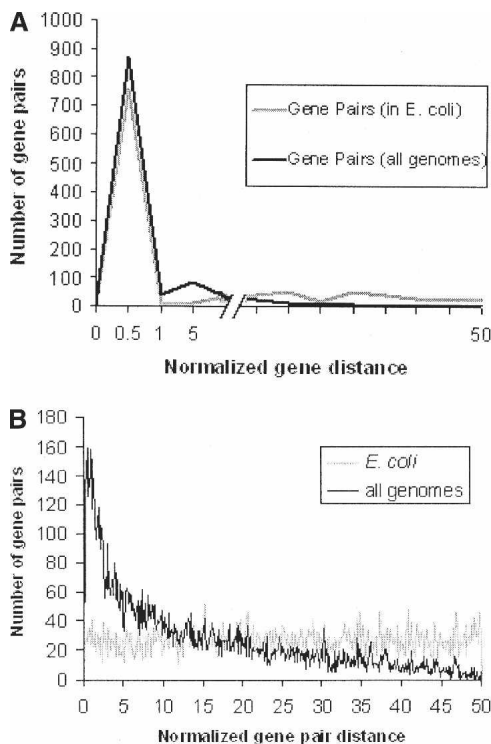 A
1000
900
800
700
600
500
400
300
200
100
0
Number of gene pairs
Gene Pairs (in E. coli)
Gene Pairs (all genomes)
0 0.5 1 5 50
Normalized gene distance
B
180
160
140
120
100
80
60
40
20
0
Number of gene pairs
E. coli
all genomes
0 5 10 15 20 25 30 35 40 45 50
Normalized gene pair distance